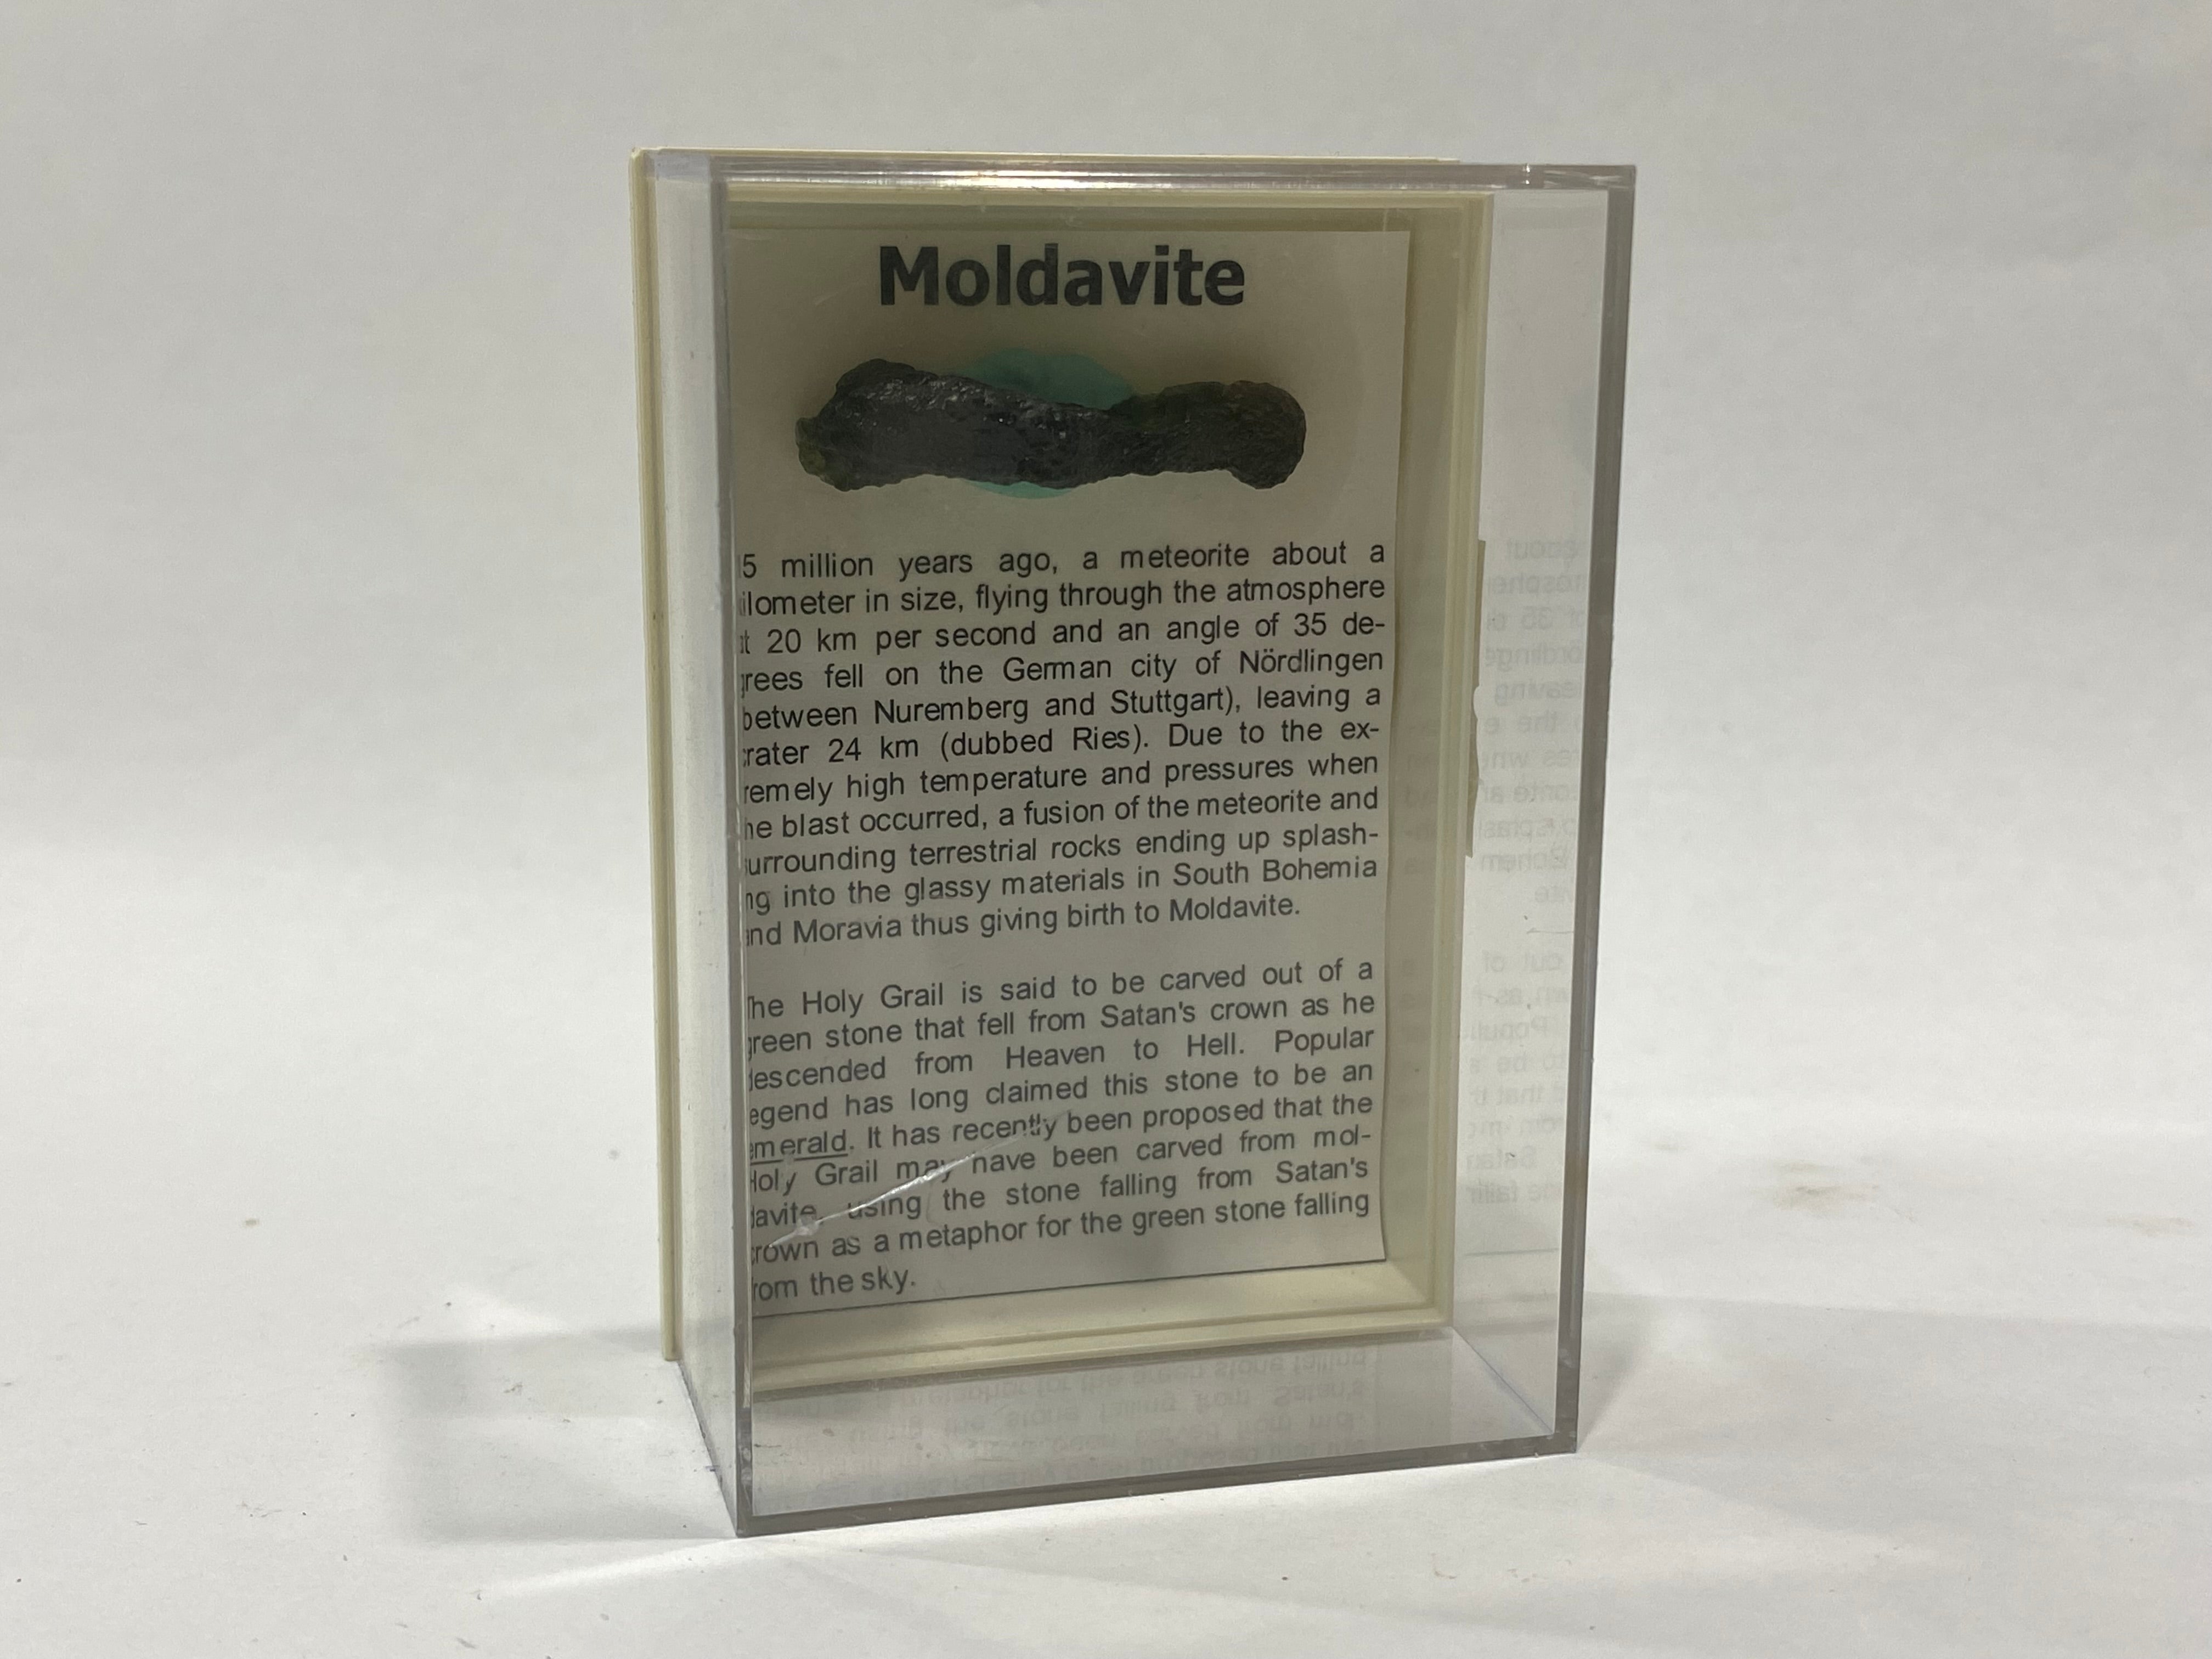 Moldavite
5 million years ago, a meteorite about a
ilometer in size, flying through the atmosphere
t 20 km per second and an angle of 35 de-
rees fell on the German city of Nördlingen
between Nuremberg and Stuttgart), leaving a
rater 24 km (dubbed Ries). Due to the ex-
remely high temperature and pressures when
he blast occurred, a fusion of the meteorite and
urrounding terrestrial rocks ending up splash-
ng into the glassy materials in South Bohemia
nd Moravia thus giving birth to Moldavite.
The Holy Grail is said to be carved out of a
green stone that fell from Satan's crown as he
descended from Heaven to Hell. Popular
egend has long claimed this stone to be an
emerald. It has recently been proposed that the
Holy Grail may have been carved from mol-
davite, using the stone falling from Satan's
crown as a metaphor for the green stone falling
rom the sky.